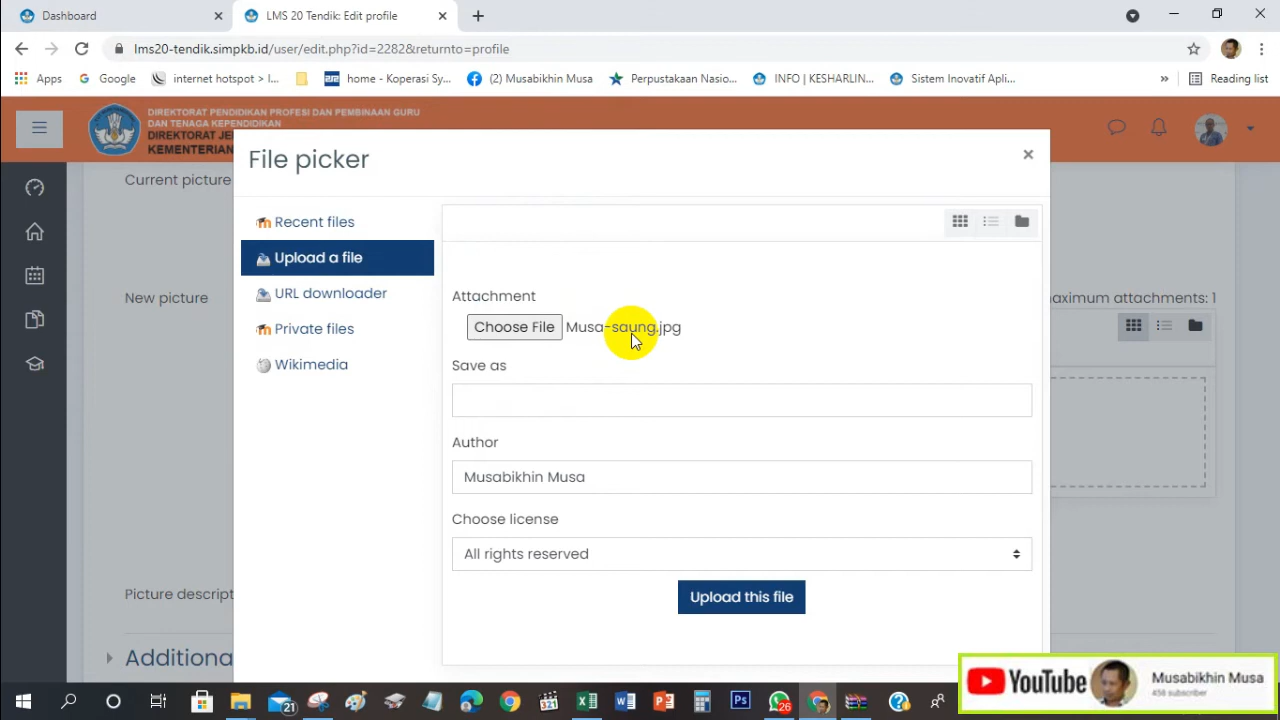 Dashboard
LMS 20 Tendik: Edit profile
lms20-tendik.simpkb.id/user/edit.php?id=2282&returnto=profile
Apps
Google
internet hotspot > I...
home - Koperasi Sy...
(2) Musabikhin Musa
Perpustakaan Nasio...
INFO | KESHARLIN...
Sistem Inovatif Apli...
»
Reading list
DIREKTORAT PENDIDIKAN PROFESI DAN PEMBINAAN GURU
DAN TENAGA KEPENDIDIKAN
DIREKTORAT JE
KEMENTERIAN
Current picture
File picker
Recent files
Upload a file
URL downloader
Private files
Wikimedia
New picture
aximum attachments: 1
Attachment
Choose File Musa-saung.jpg
Save as
Author
Musabikhin Musa
Choose license
All rights reserved
Upload this file
Picture descript
Additiona
YouTube
Musabikhin Musa
456 subscriber
21
26